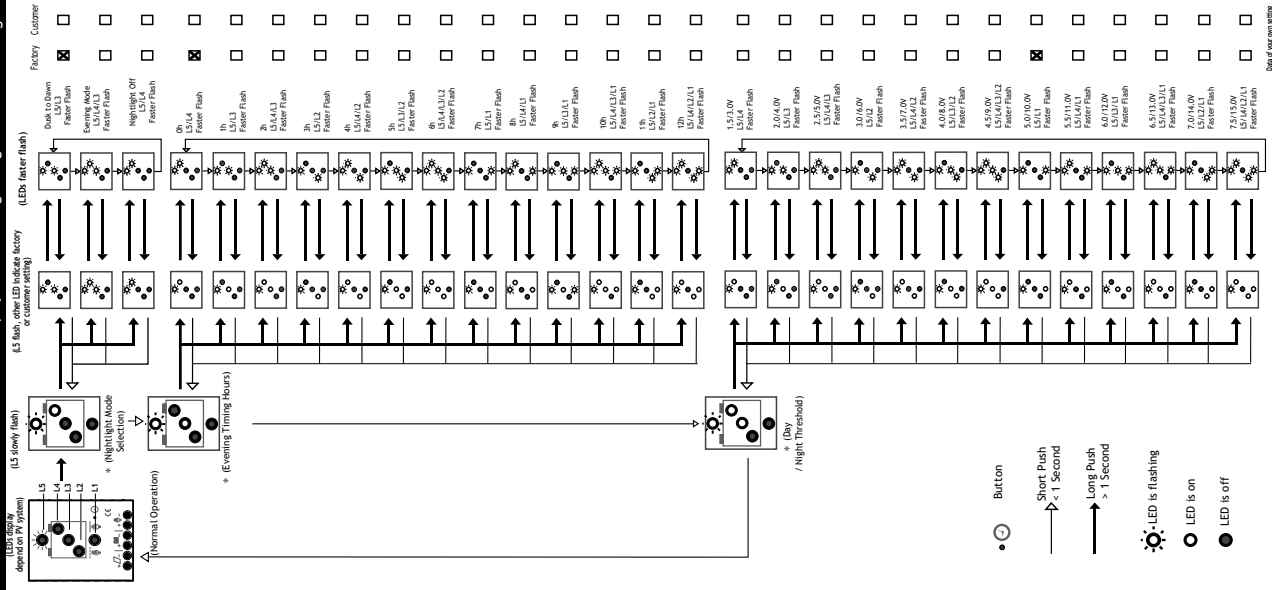 (LEDs display
depend on PV system)
L5
L4
L3
L2
L1
(Normal Operation)
(L5 slowly flash)
* (Nightlight Mode
Selection)
* (Evening Timing Hours)
* (Day
/ Night Threshold)
(L5 flash, other LED indicate factory
or customer setting)
(LEDs faster flash)
Factory
Customer
Dusk to Dawn
L5/L3
Faster Flash
Evening Mode
L5/L4/L3
Faster Flash
Nightlight Off
L5/L4
Faster Flash
0h
L5/L4
Faster Flash
1h
L5/L3
Faster Flash
2h
L5/L4/L3
Faster Flash
3h
L5/L2
Faster Flash
4h
L5/L4/L2
Faster Flash
5h
L5/L3/L2
Faster Flash
6h
L5/L4/L3/L2
Faster Flash
7h
L5/L1
Faster Flash
8h
L5/L4/L1
Faster Flash
9h
L5/L3/L1
Faster Flash
10h
L5/L4/L3/L1
Faster Flash
11h
L5/L2/L1
Faster Flash
12h
L5/L4/L2/L1
Faster Flash
1.5/3.0V
L5/L4
Faster Flash
2.0/4.0V
L5/L3
Faster Flash
2.5/5.0V
L5/L4/L3
Faster Flash
3.0/6.0V
L5/L2
Faster Flash
3.5/7.0V
L5/L4/L2
Faster Flash
4.0/8.0V
L5/L3/L2
Faster Flash
4.5/9.0V
L5/L4/L3/L2
Faster Flash
5.0/10.0V
L5/L1
Faster Flash
5.5/11.0V
L5/L4/L1
Faster Flash
6.0/12.0V
L5/L3/L1
Faster Flash
6.5/13.0V
L5/L4/L3/L1
Faster Flash
7.0/14.0V
L5/L2/L1
Faster Flash
7.5/15.0V
L5/L4/L2/L1
Faster Flash
Data of your own setting
Button
Short Push
< 1 Second
Long Push
> 1 Second
LED is flashing
LED is on
LED is off